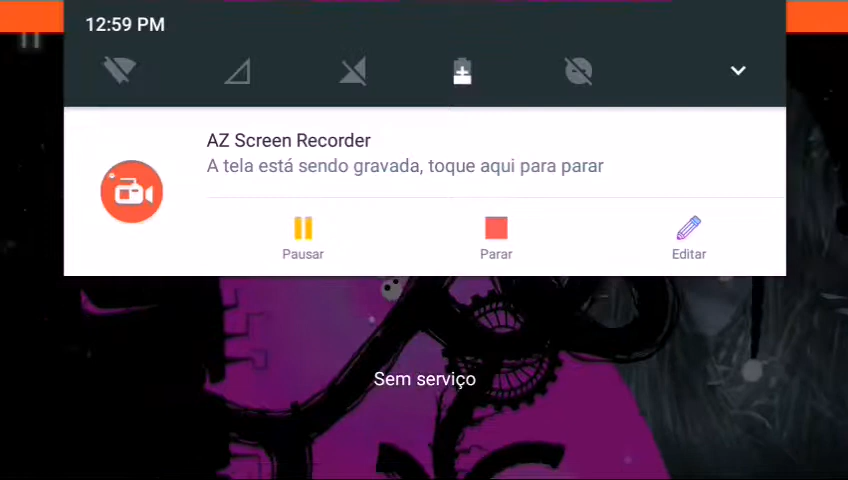 12:59 PM
AZ Screen Recorder
A tela está sendo gravada, toque aqui para parar
Pausar
Parar
Editar
Sem serviço